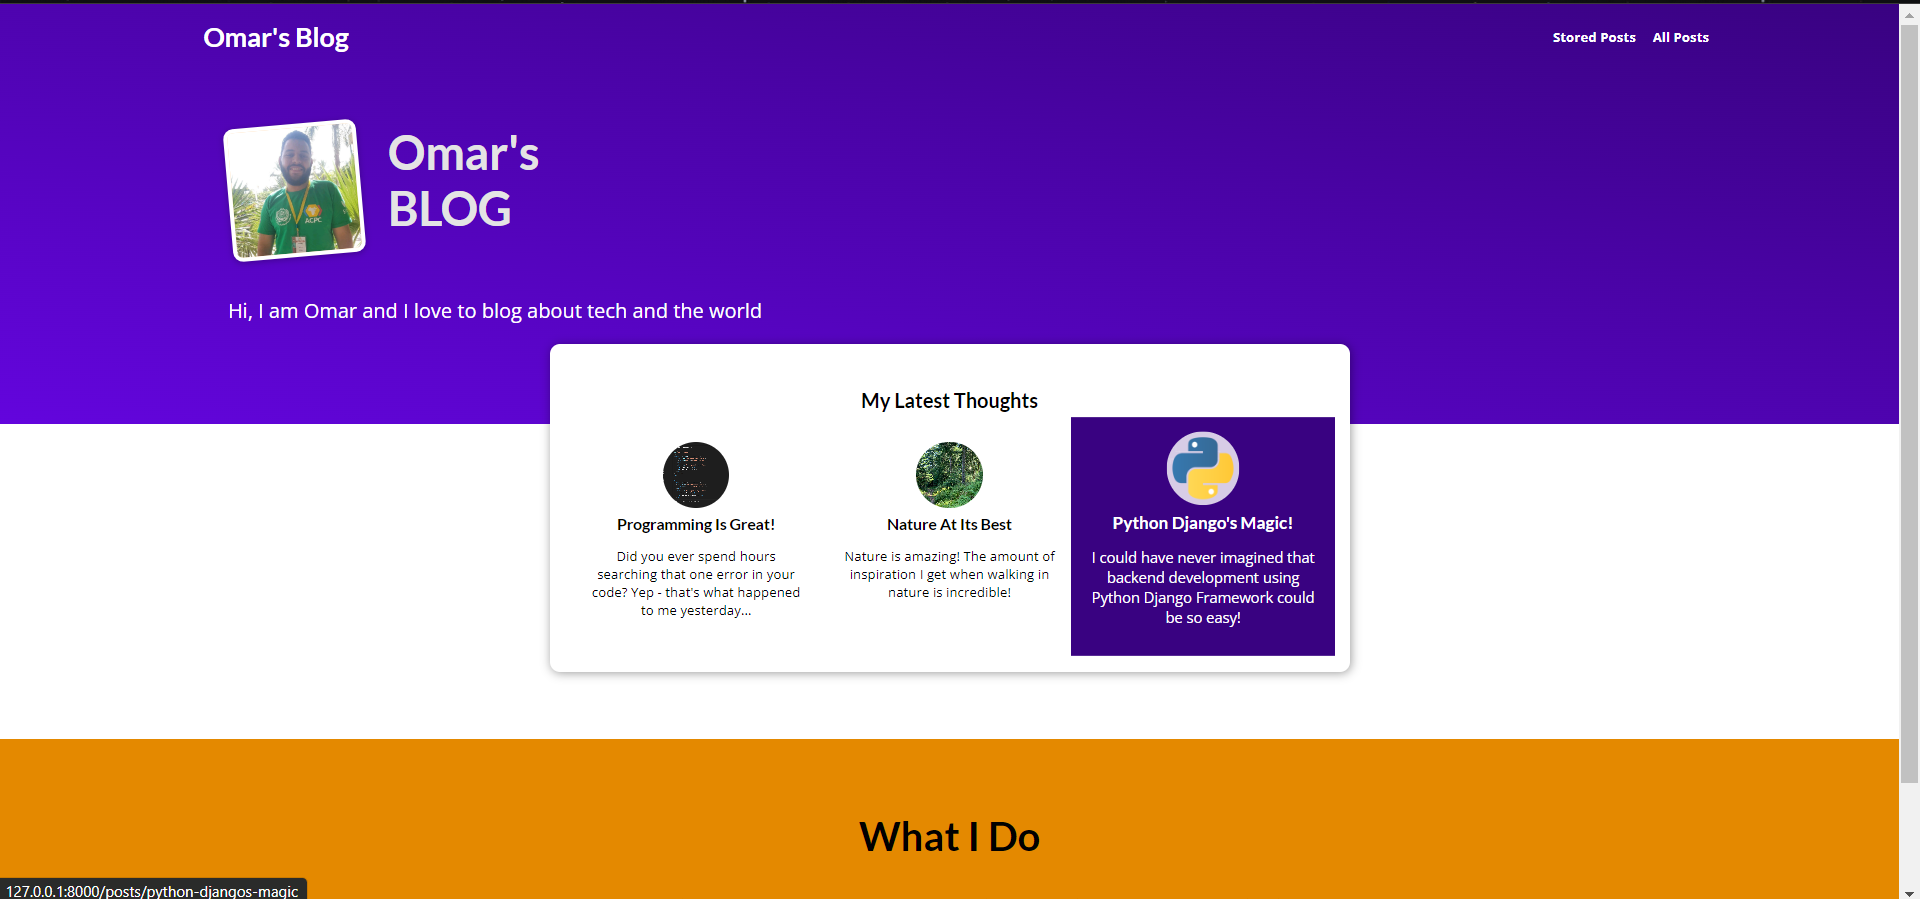 Omar's Blog
Stored Posts
All Posts
ACPC
Omar's
BLOG
Hi, I am Omar and I love to blog about tech and the world
My Latest Thoughts
Programming Is Great!
Did you ever spend hours
searching that one error in your
code? Yep - that's what happened
to me yesterday...
Nature At Its Best
Nature is amazing! The amount of
inspiration I get when walking in
nature is incredible!
Python Django's Magic!
I could have never imagined that
backend development using
Python Django Framework could
be so easy!
What I Do
127.0.0.1:8000/posts/python-djangos-magic